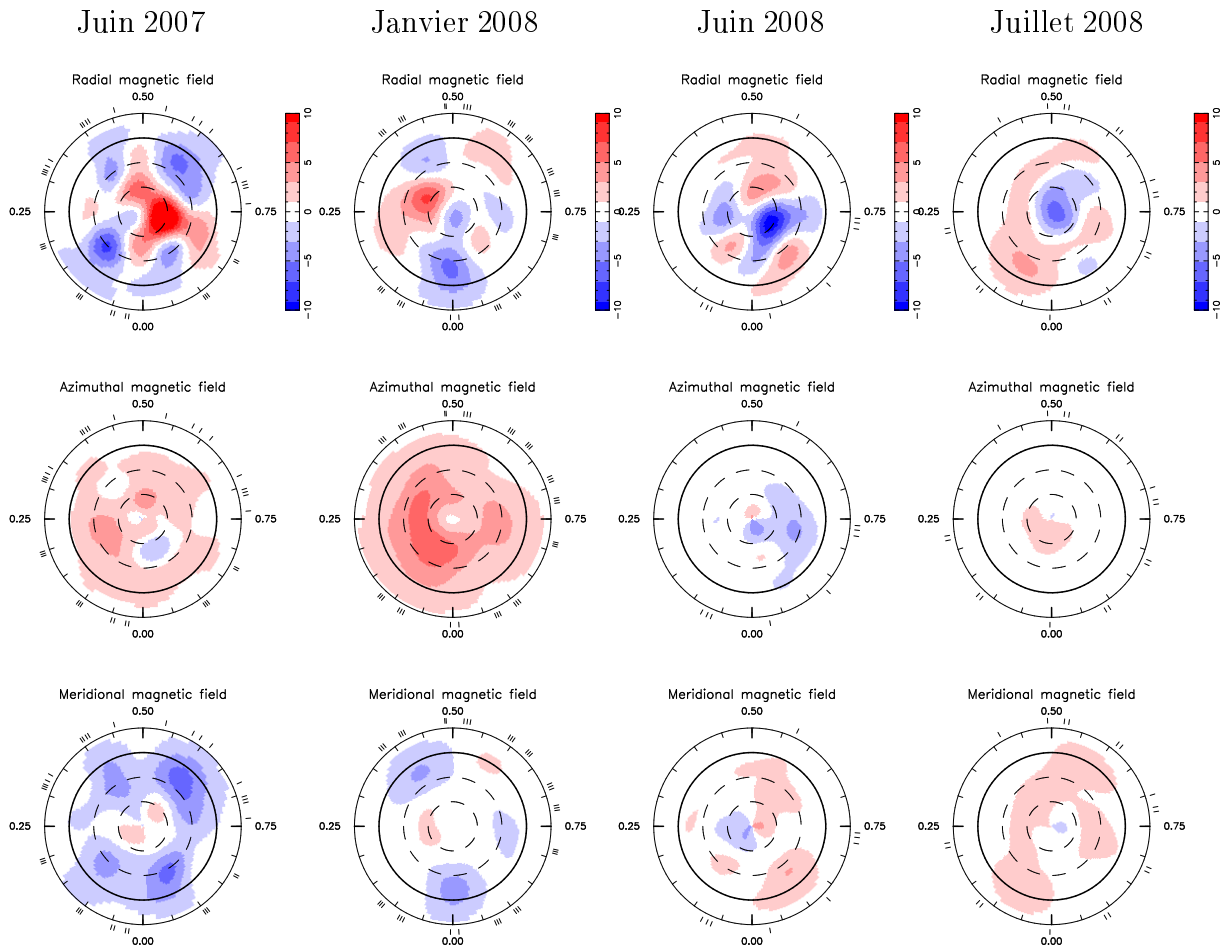 Juin 2007 Janvier 2008 Juin 2008 Juillet 2008
Radial magnetic field Radial magnetic field Radial magnetic field Radial magnetic field
0.50 0.50 0.50 0.50
10 10 10 10
5 5 5 5
0.25 0.75 0 0.25 0.75 0 0.25 0.75 0 0.25 0.75 0
−5 −5 −5 −5
−10 −10 −10 −10
0.00 0.00 0.00 0.00
Azimuthal magnetic field Azimuthal magnetic field Azimuthal magnetic field Azimuthal magnetic field
0.50 0.50 0.50 0.50
0.25 0.75 0.25 0.75 0.25 0.75 0.25 0.75
0.00 0.00 0.00 0.00
Meridional magnetic field Meridional magnetic field Meridional magnetic field Meridional magnetic field
0.50 0.50 0.50 0.50
0.25 0.75 0.25 0.75 0.25 0.75 0.25 0.75
0.00 0.00 0.00 0.00